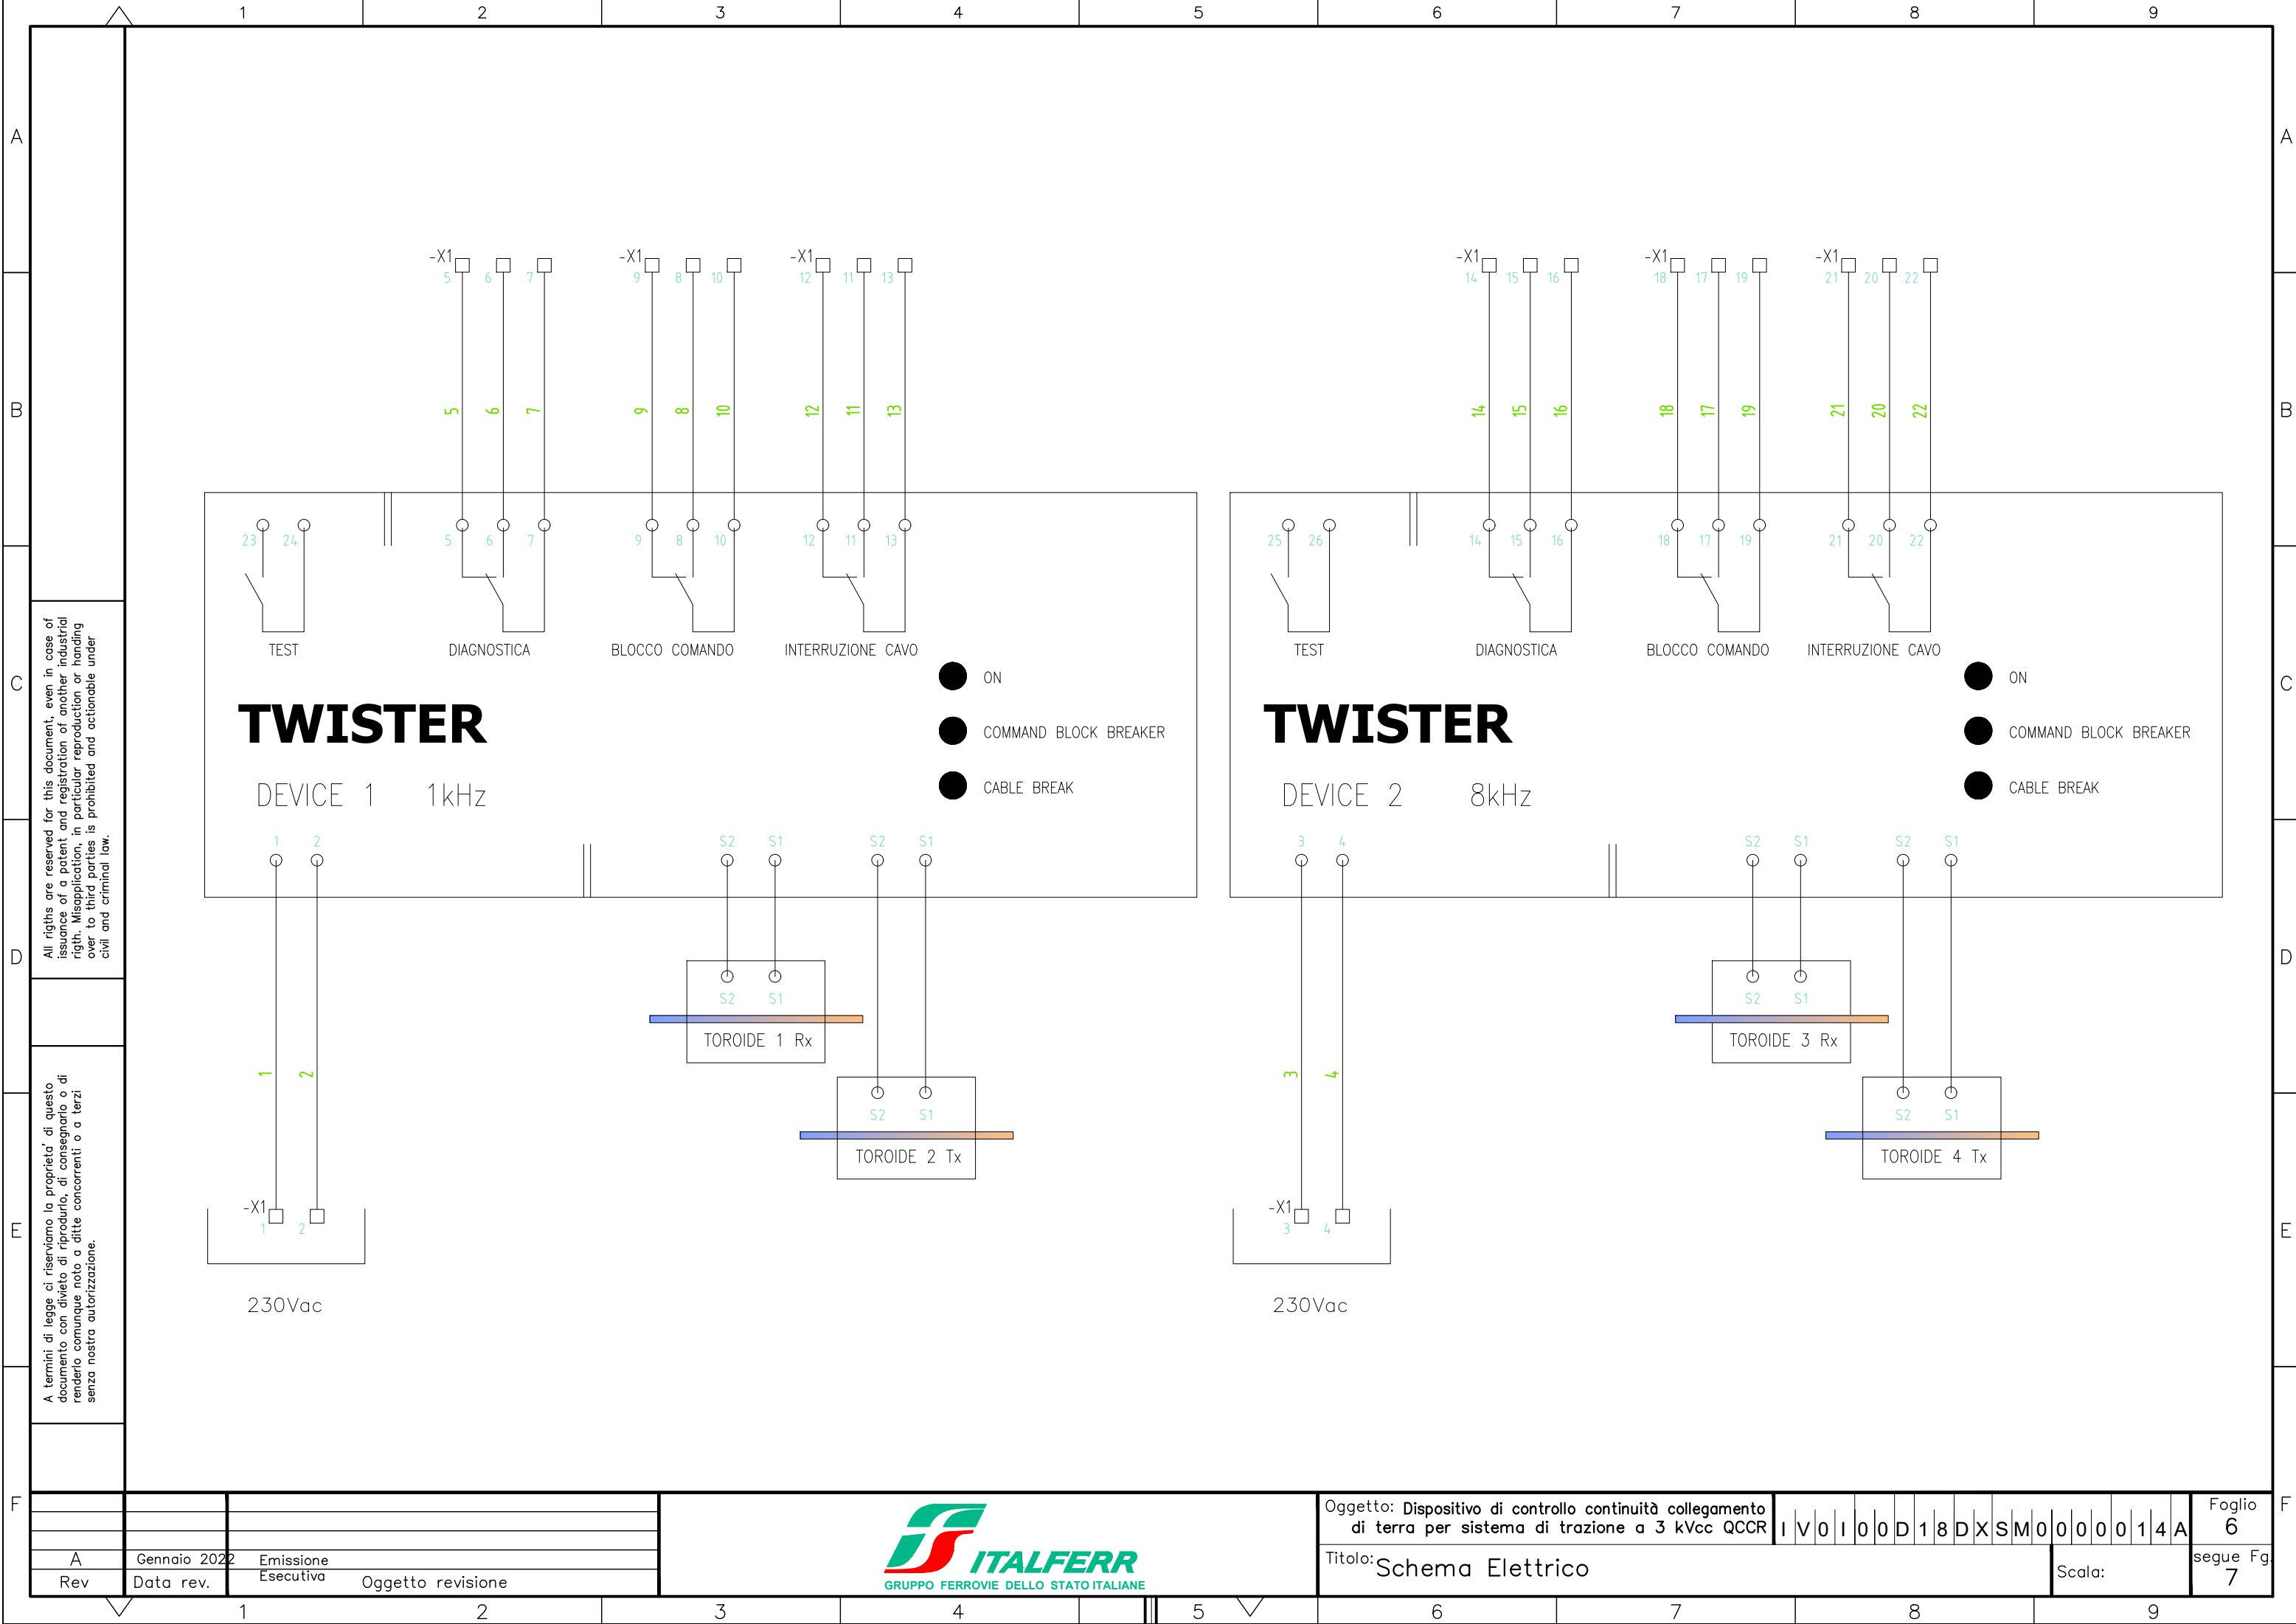 1 2 3 4 5 6 7 8 9
A A
B B
C C
D D
E E
F F
-X1 -X1 -X1 -X1 -X1 -X1
5 6 7 9 8 10 12 11 13 14 15 16 18 17 19 21 20 22
5 6 7 9 8 10 12 11 13 14 15 16 18 17 19 21 20 22
23 24 5 6 7 9 8 10 12 11 13
TEST DIAGNOSTICA BLOCCO COMANDO INTERRUZIONE CAVO
ON
TWISTER
COMMAND BLOCK BREAKER
DEVICE 1 1kHz
CABLE BREAK
1 2 S2 S1 S2 S1
S2 S1
TOROIDE 1 Rx
1 2
S2 S1
TOROIDE 2 Tx
-X1
1 2
230Vac
25 26 14 15 16 18 17 19 21 20 22
TEST DIAGNOSTICA BLOCCO COMANDO INTERRUZIONE CAVO
ON
TWISTER
COMMAND BLOCK BREAKER
DEVICE 2 8kHz
CABLE BREAK
3 4 S2 S1 S2 S1
S2 S1
TOROIDE 3 Rx
3 4
S2 S1
TOROIDE 4 Tx
-X1
3 4
230Vac
All rigths are reserved for this document, even in case of
issuance of a patent and registration of another industrial
rigth. Misapplication, in particular reproduction or handing
over to third parties is prohibited and actionable under
civil and criminal law.
A termini di legge ci riserviamo la proprieta' di questo
documento con divieto di riprodurlo, di consegnarlo o di
renderlo comunque noto a ditte concorrenti o a terzi
senza nostra autorizzazione.
A Gennaio 2022 Emissione
Esecutiva
Rev Data rev. Oggetto revisione
ITALFERR
GRUPPO FERROVIE DELLO STATO ITALIANE
Oggetto: Dispositivo di controllo continuità collegamento
di terra per sistema di trazione a 3 kVcc QCCR
IV0I00D18DXSM0000014A
Foglio
6
Titolo: Schema Elettrico
Scala:
segue Fg.
7
1 2 3 4 5 6 7 8 9